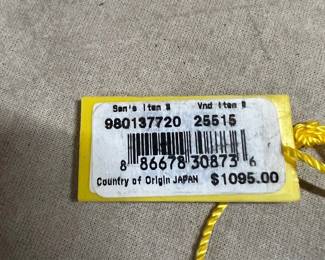 Sam's Item # Vnd Item #
980137720 25515
8 86678 30873 6
Country of Origin JAPAN $1095.00